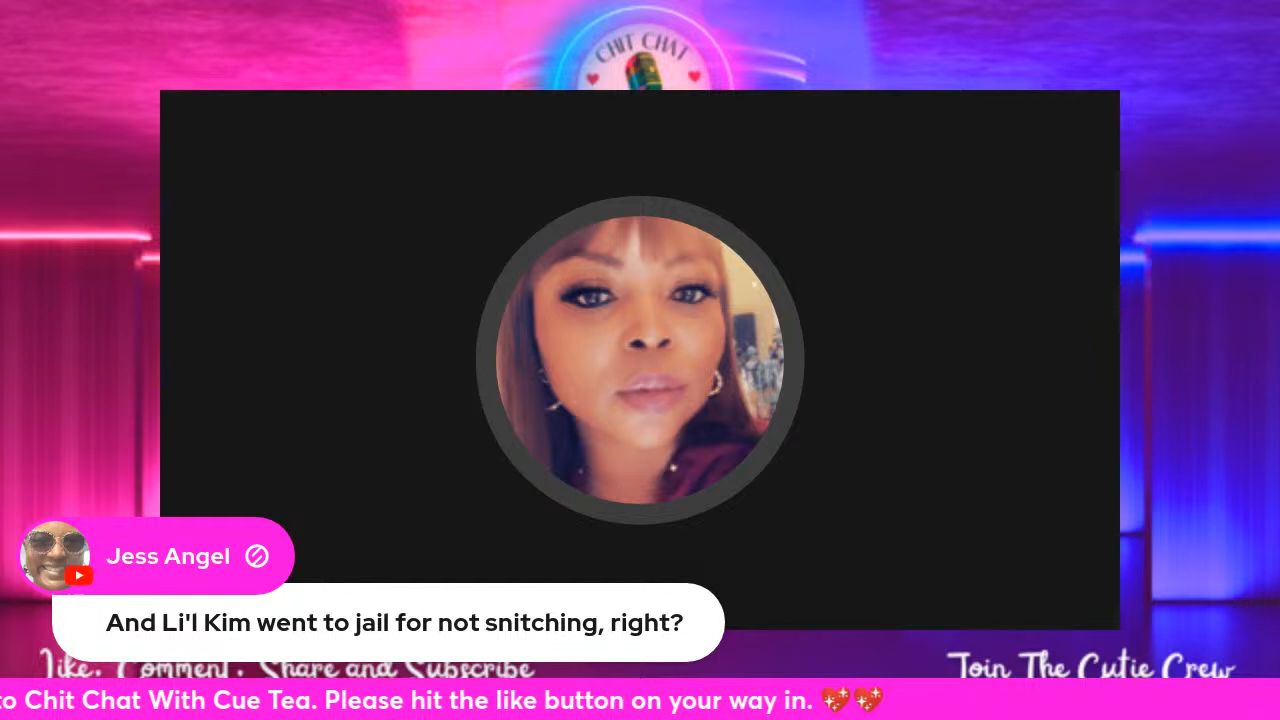 CHIT CHAT
Jess Angel
And Li'l Kim went to jail for not snitching, right?
Like. Comment. Share and Subscribe
Join The Cutie Crew
to Chit Chat With Cue Tea. Please hit the like button on your way in. 💖💖